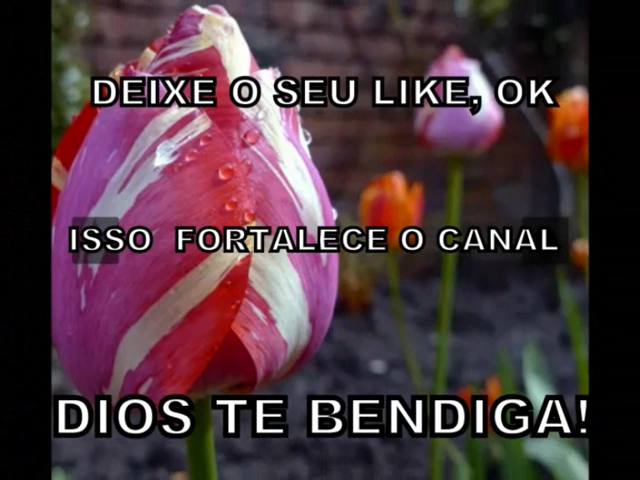 DEIXE O SEU LIKE, OK
ISSO FORTALECE O CANAL
DIOS TE BENDIGA!